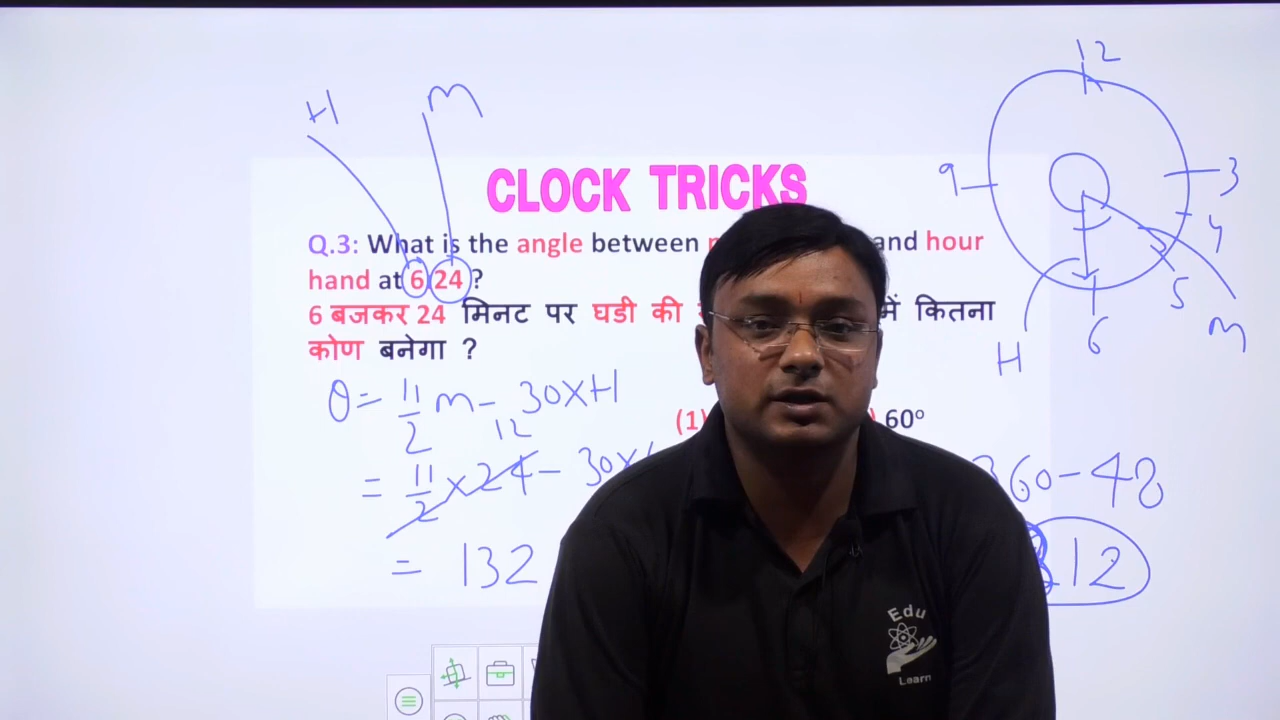 H M
12
9 3
4
5
6
H M
CLOCK TRICKS
Q.3: What is the angle between and hour
hand at 6 24 ?
6 बजकर 24 मिनट पर घडी की में कितना
कोण बनेगा ?
θ= 11/2 m - 30×H
(1) 60°
12
= 11/2 ×24 - 30×
360-48
= 132
312
Edu
Learn